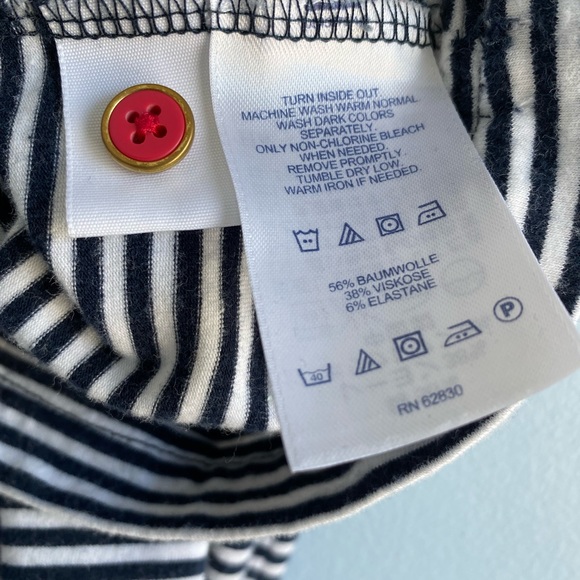 TURN INSIDE OUT.
MACHINE WASH WARM NORMAL
WASH DARK COLORS
SEPARATELY.
ONLY NON-CHLORINE BLEACH
WHEN NEEDED.
REMOVE PROMPTLY.
TUMBLE DRY LOW.
WARM IRON IF NEEDED.
56% BAUMWOLLE
38% VISKOSE
6% ELASTANE
40
P
RN 62830